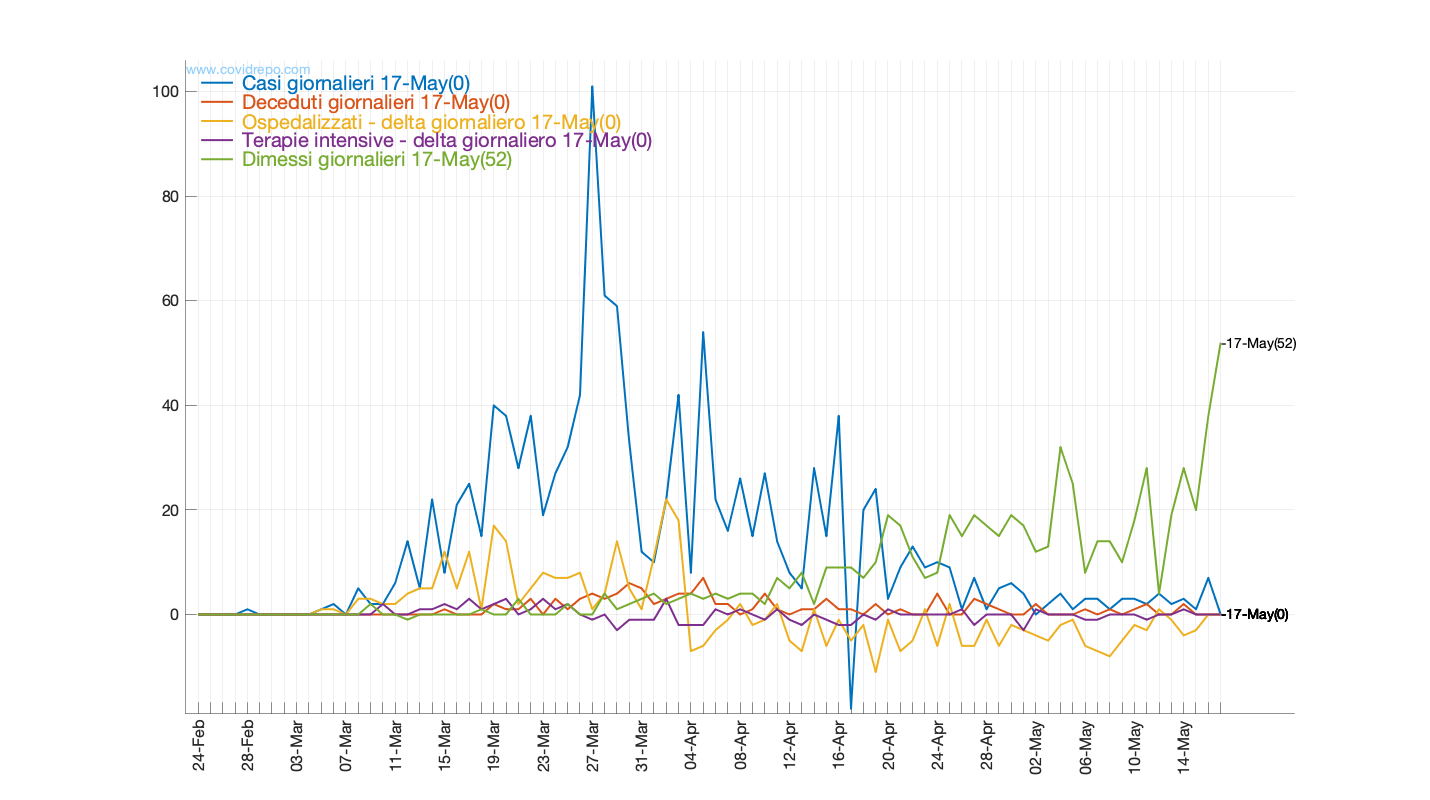 www.covidrepo.com
Casi giornalieri 17-May(0)
Deceduti giornalieri 17-May(0)
Ospedalizzati - delta giornaliero 17-May(0)
Terapie intensive - delta giornaliero 17-May(0)
Dimessi giornalieri 17-May(52)
100
80
60
40
20
0
-17-May(52)
-17-May(0)
24-Feb
28-Feb
03-Mar
07-Mar
11-Mar
15-Mar
19-Mar
23-Mar
27-Mar
31-Mar
04-Apr
08-Apr
12-Apr
16-Apr
20-Apr
24-Apr
28-Apr
02-May
06-May
10-May
14-May